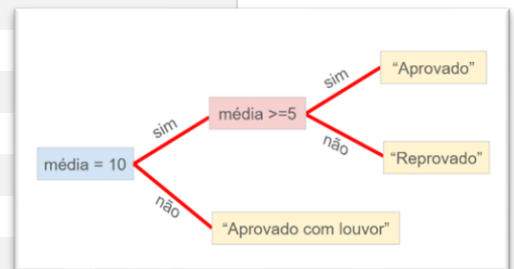 “Aprovado”
sim
média >=5
sim
não
“Reprovado”
média = 10
não
“Aprovado com louvor”